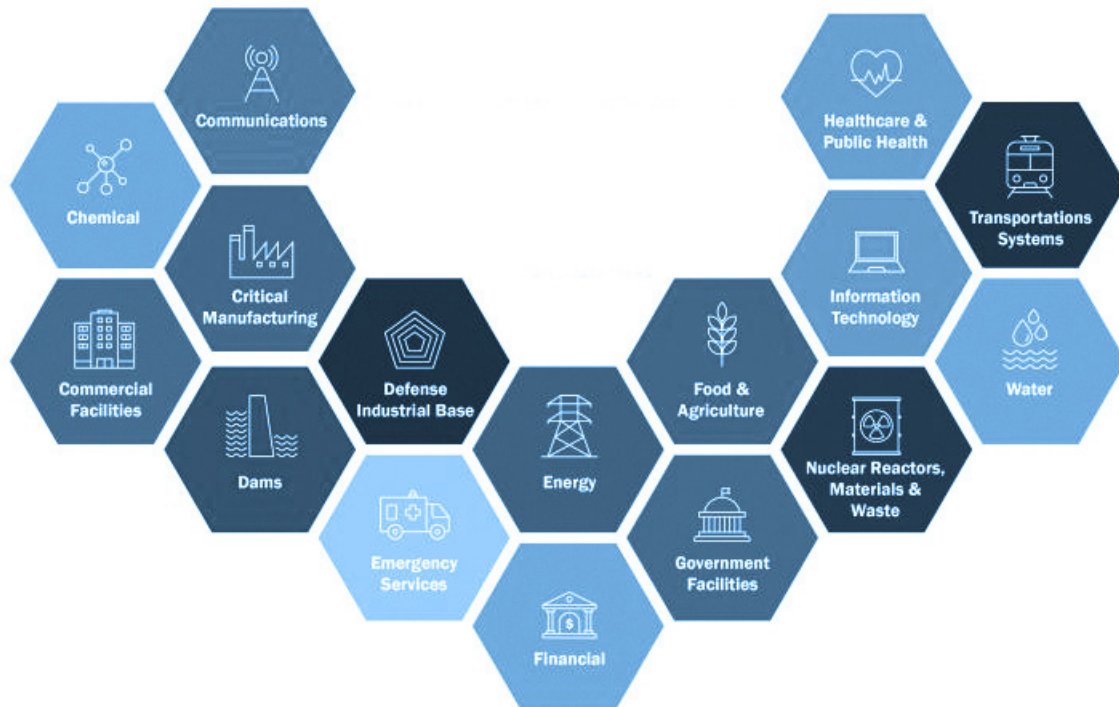 Communications
Healthcare &
Public Health
Chemical
Transportations
Systems
Critical
Manufacturing
Information
Technology
Commercial
Facilities
Defense
Industrial Base
Food &
Agriculture
Water
Dams
Energy
Nuclear Reactors,
Materials &
Waste
Emergency
Services
Government
Facilities
$
Financial